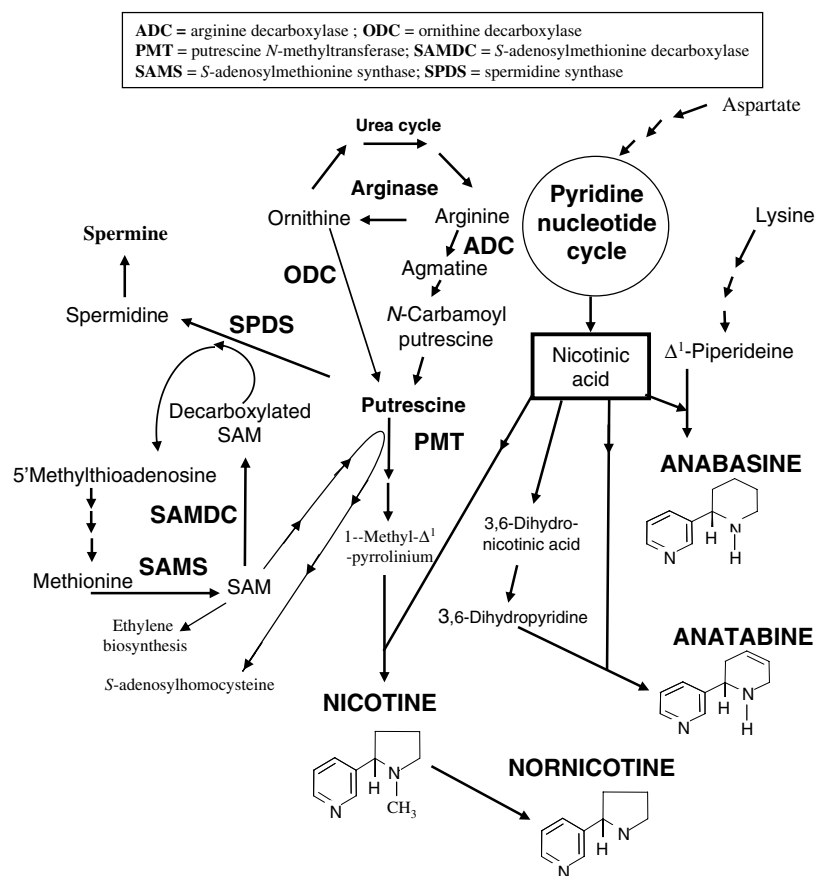 ADC = arginine decarboxylase ; ODC = ornithine decarboxylase
PMT = putrescine N-methyltransferase; SAMDC = S-adenosylmethionine decarboxylase
SAMS = S-adenosylmethionine synthase; SPDS = spermidine synthase
Aspartate
Urea cycle
Pyridine
nucleotide
cycle
Arginase
Lysine
Ornithine
Arginine
Spermine
ADC
ODC
Agmatine
Spermidine
SPDS
N-Carbamoyl
putrescine
Nicotinic
acid
Δ¹-Piperideine
Decarboxylated
SAM
Putrescine
PMT
5'Methylthioadenosine
ANABASINE
SAMDC
1--Methyl-Δ¹
-pyrrolinium
3,6-Dihydro-
nicotinic acid
H
N
N
H
Methionine
SAMS
SAM
Ethylene
biosynthesis
3,6-Dihydropyridine
ANATABINE
S-adenosylhomocysteine
H
N
N
H
NICOTINE
NORNICOTINE
H
N
N
CH₃
H
N
N